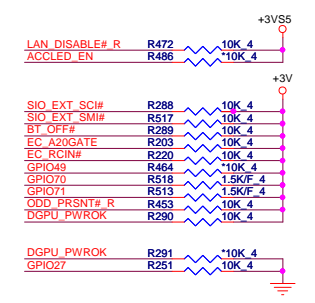 +3VS5
LAN_DISABLE#_R R472 10K_4
ACCLED_EN R486 *10K_4
+3V
SIO_EXT_SCI# R288 10K_4
SIO_EXT_SMI# R517 10K_4
BT_OFF# R289 10K_4
EC_A20GATE R203 10K_4
EC_RCIN# R220 10K_4
GPIO49 R464 *10K_4
GPIO70 R518 1.5K/F_4
GPIO71 R513 1.5K/F_4
ODD_PRSNT#_R R453 10K_4
DGPU_PWROK R290 10K_4
DGPU_PWROK R291 *10K_4
GPIO27 R251 10K_4